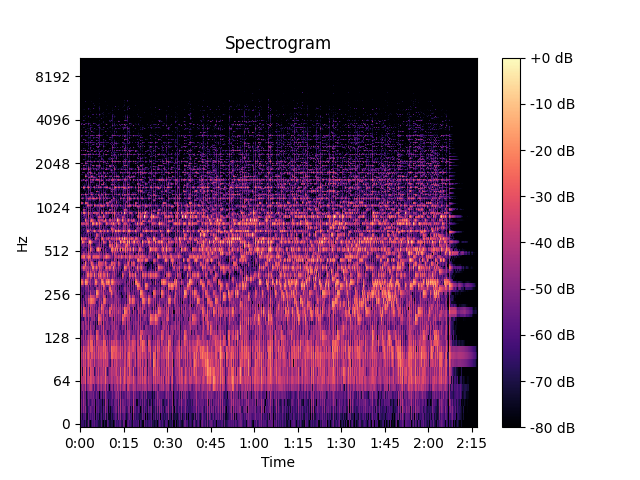 Spectrogram
Hz
8192
4096
2048
1024
512
256
128
64
0
0:00 0:15 0:30 0:45 1:00 1:15 1:30 1:45 2:00 2:15
Time
+0 dB
-10 dB
-20 dB
-30 dB
-40 dB
-50 dB
-60 dB
-70 dB
-80 dB